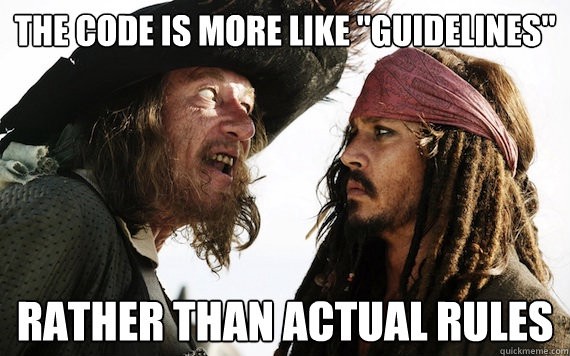 THE CODE IS MORE LIKE "GUIDELINES"
RATHER THAN ACTUAL RULES
quickmeme.com